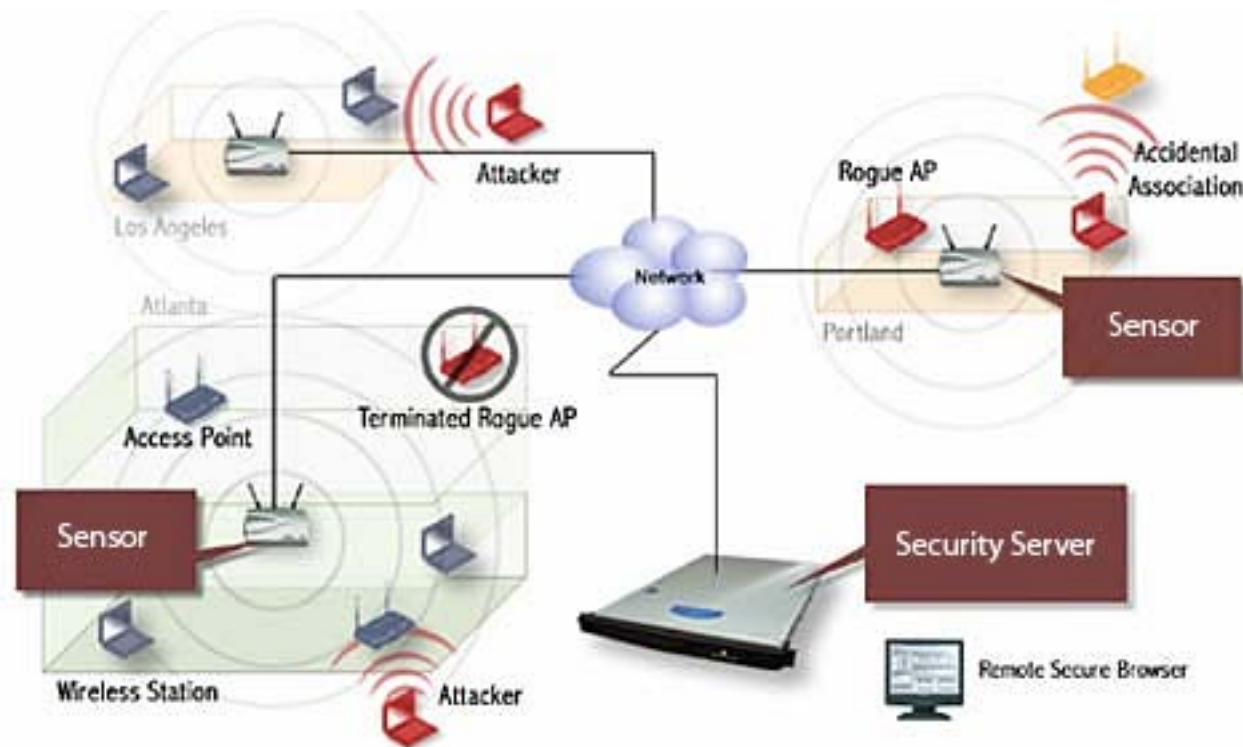 Attacker
Los Angeles
Rogue AP
Accidental
Association
Network
Portland
Sensor
Atlanta
Access Point
Terminated Rogue AP
Sensor
Wireless Station
Attacker
Security Server
Remote Secure Browser